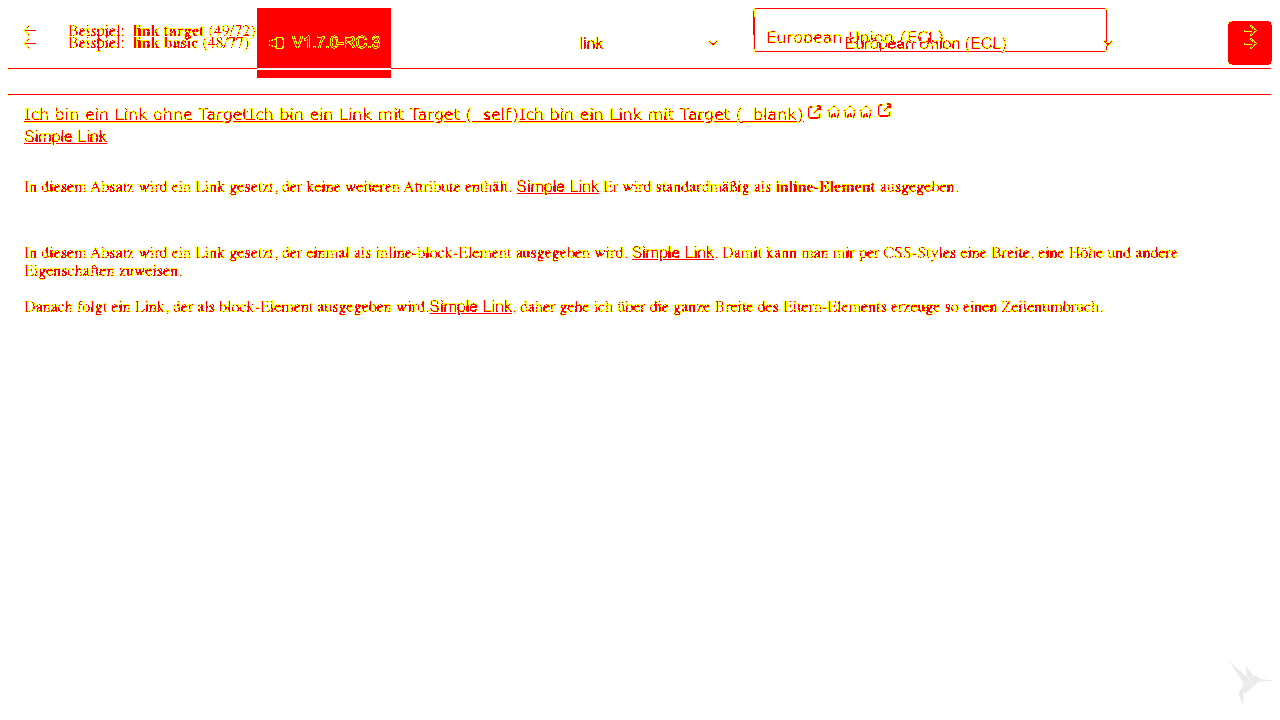 Beispiel: link target (49/72)
Beispiel: link basic (48/77)
V1.7.0-RC.3
link
European Union (ECL)
European Union (ECL)
Ich bin ein Link ohne TargetIch bin ein Link mit Target (_self)Ich bin ein Link mit Target (_blank)
Simple Link
In diesem Absatz wird ein Link gesetzt, der keine weiteren Attribute enthält. Simple Link Er wird standardmäßig als inline-Element ausgegeben.
In diesem Absatz wird ein Link gesetzt, der einmal als inline-block-Element ausgegeben wird. Simple Link. Damit kann man mir per CSS-Styles eine Breite, eine Höhe und andere
Eigenschaften zuweisen.
Danach folgt ein Link, der als block-Element ausgegeben wird.Simple Link. daher gehe ich über die ganze Breite des Eltern-Elements erzeuge so einen Zeilenumbruch.